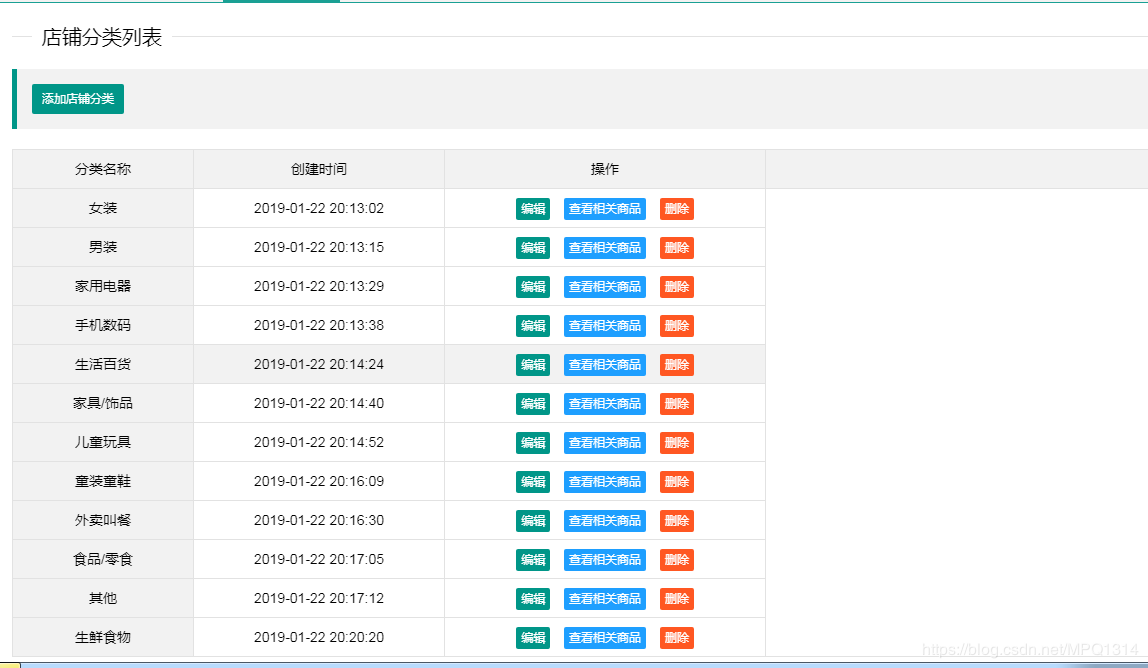 店铺分类列表
添加店铺分类
分类名称 创建时间 操作
女装 2019-01-22 20:13:02 编辑 查看相关商品 删除
男装 2019-01-22 20:13:15 编辑 查看相关商品 删除
家用电器 2019-01-22 20:13:29 编辑 查看相关商品 删除
手机数码 2019-01-22 20:13:38 编辑 查看相关商品 删除
生活百货 2019-01-22 20:14:24 编辑 查看相关商品 删除
家具/饰品 2019-01-22 20:14:40 编辑 查看相关商品 删除
儿童玩具 2019-01-22 20:14:52 编辑 查看相关商品 删除
童装童鞋 2019-01-22 20:16:09 编辑 查看相关商品 删除
外卖叫餐 2019-01-22 20:16:30 编辑 查看相关商品 删除
食品/零食 2019-01-22 20:17:05 编辑 查看相关商品 删除
其他 2019-01-22 20:17:12 编辑 查看相关商品 删除
生鲜食物 2019-01-22 20:20:20 编辑 查看相关商品 删除
https://blog.csdn.net/MPQ1314